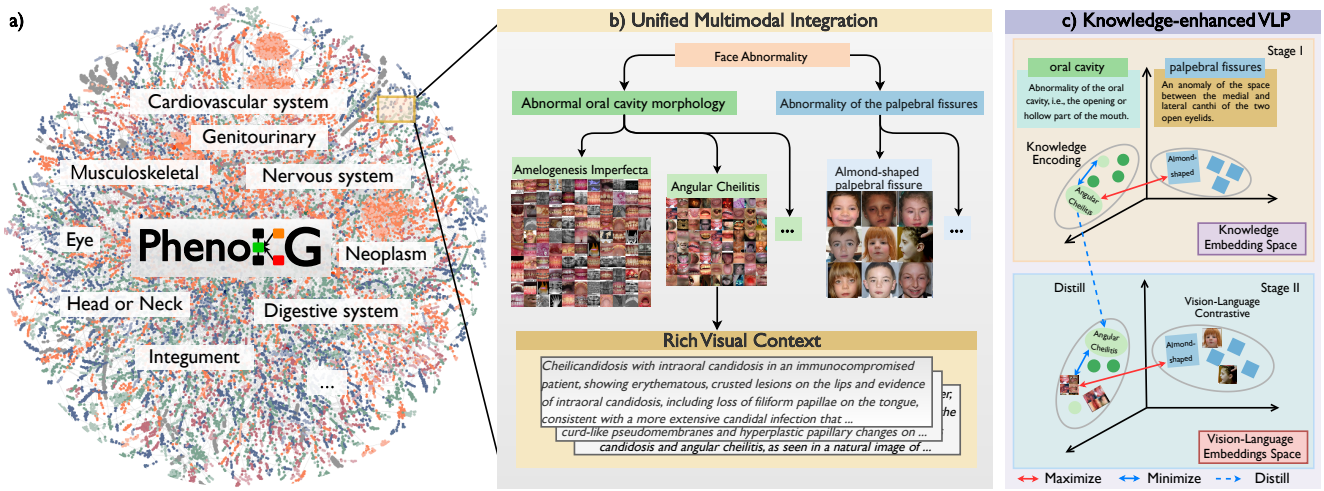 a)
Cardiovascular system
Genitourinary
Musculoskeletal
Nervous system
Eye
PhenoKG
Neoplasm
Head or Neck
Digestive system
Integument
...
b) Unified Multimodal Integration
Face Abnormality
Abnormal oral cavity morphology
Abnormality of the palpebral fissures
Amelogenesis Imperfecta
Angular Cheilitis
...
Almond-shaped
palpebral fissure
...
Rich Visual Context
Cheilicandidosis with intraoral candidosis in an immunocompromised
patient, showing erythematous, crusted lesions on the lips and evidence
of intraoral candidosis, including loss of filiform papillae on the tongue,
consistent with a more extensive candidal infection that ...
er,
the
curd-like pseudomembranes and hyperplastic papillary changes on ...
candidosis and angular cheilitis, as seen in a natural image of ...
c) Knowledge-enhanced VLP
Stage I
oral cavity
Abnormality of the oral
cavity, i.e., the opening or
hollow part of the mouth.
palpebral fissures
An anomaly of the space
between the medial and
lateral canthi of the two
open eyelids.
Knowledge
Encoding
Angular
Cheilitis
Almond-
shaped
Knowledge
Embedding Space
Distill
Stage II
Vision-Language
Contrastive
Angular
Cheilitis
Almond-
shaped
Vision-Language
Embeddings Space
Maximize
Minimize
Distill